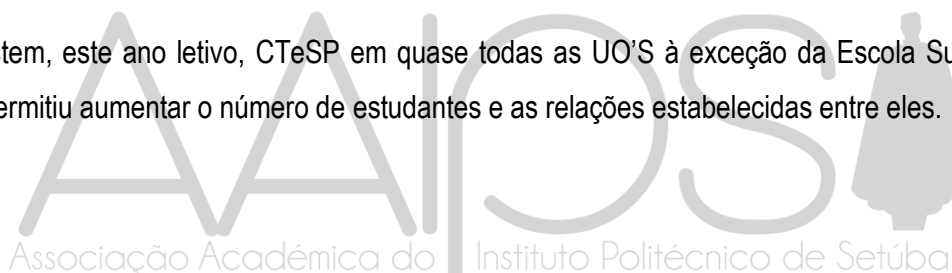 stem, este ano letivo, CTeSP em quase todas as UO’S à exceção da Escola Su
ermitiu aumentar o número de estudantes e as relações estabelecidas entre eles.
AAIPS
Associação Académica do Instituto Politécnico de Setúba